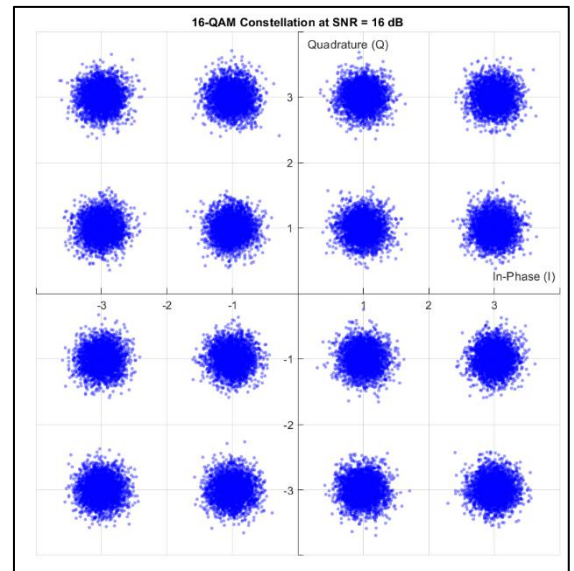 16-QAM Constellation at SNR = 16 dB
Quadrature (Q)
3
2
1
In-Phase (I)
-3 -2 -1 1 2 3
-1
-2
-3